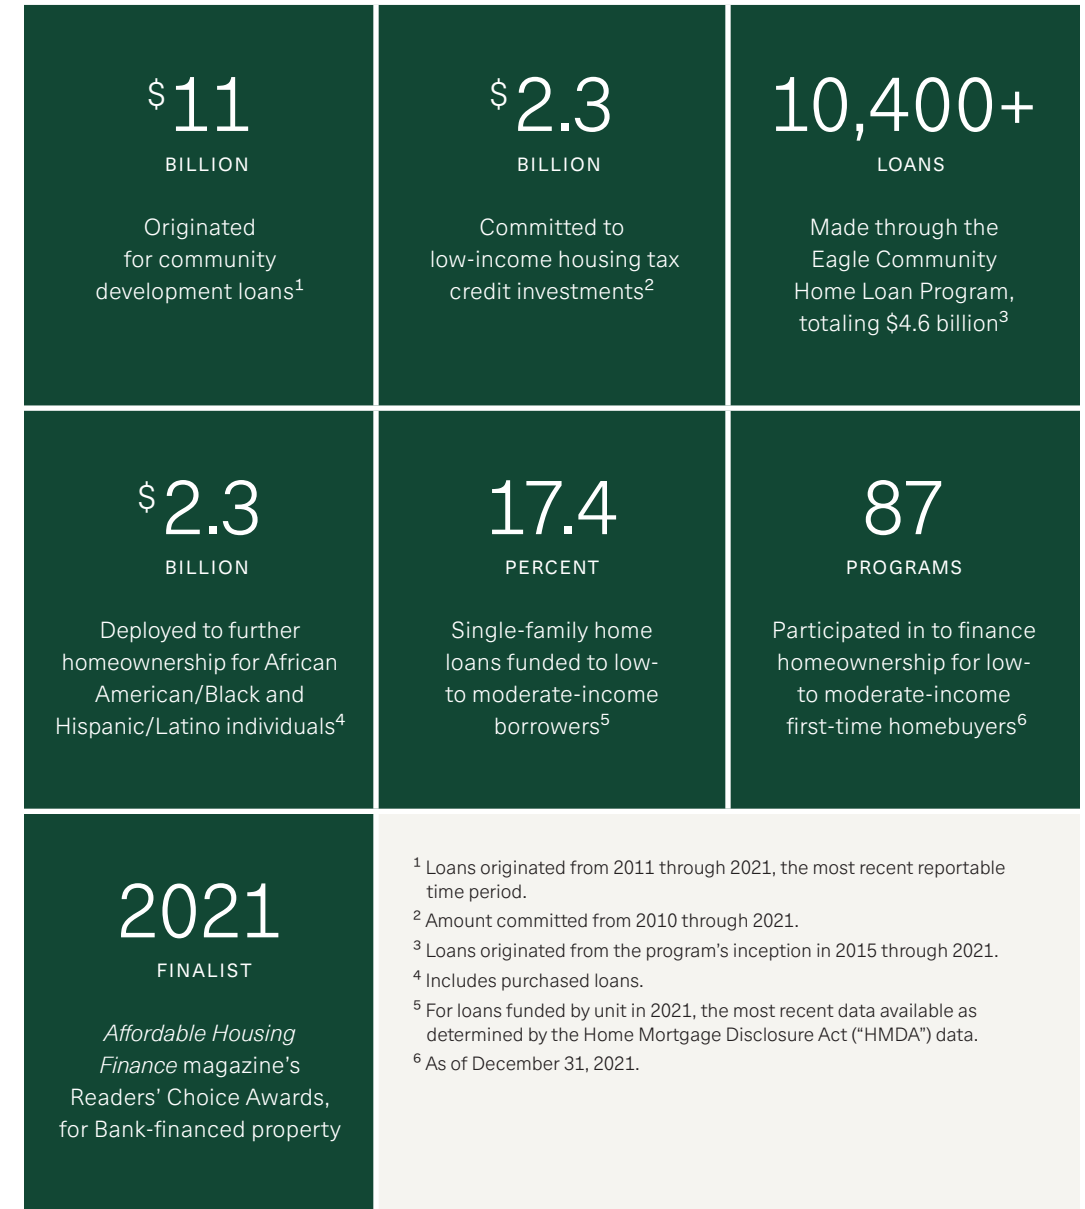 $11
BILLION
Originated
for community
development loans¹
$2.3
BILLION
Committed to
low-income housing tax
credit investments²
10,400+
LOANS
Made through the
Eagle Community
Home Loan Program,
totaling $4.6 billion³
$2.3
BILLION
Deployed to further
homeownership for African
American/Black and
Hispanic/Latino individuals⁴
17.4
PERCENT
Single-family home
loans funded to low-
to moderate-income
borrowers⁵
87
PROGRAMS
Participated in to finance
homeownership for low-
to moderate-income
first-time homebuyers⁶
2021
FINALIST
Affordable Housing
Finance magazine’s
Readers’ Choice Awards,
for Bank-financed property
¹ Loans originated from 2011 through 2021, the most recent reportable
time period.
² Amount committed from 2010 through 2021.
³ Loans originated from the program’s inception in 2015 through 2021.
⁴ Includes purchased loans.
⁵ For loans funded by unit in 2021, the most recent data available as
determined by the Home Mortgage Disclosure Act (“HMDA”) data.
⁶ As of December 31, 2021.